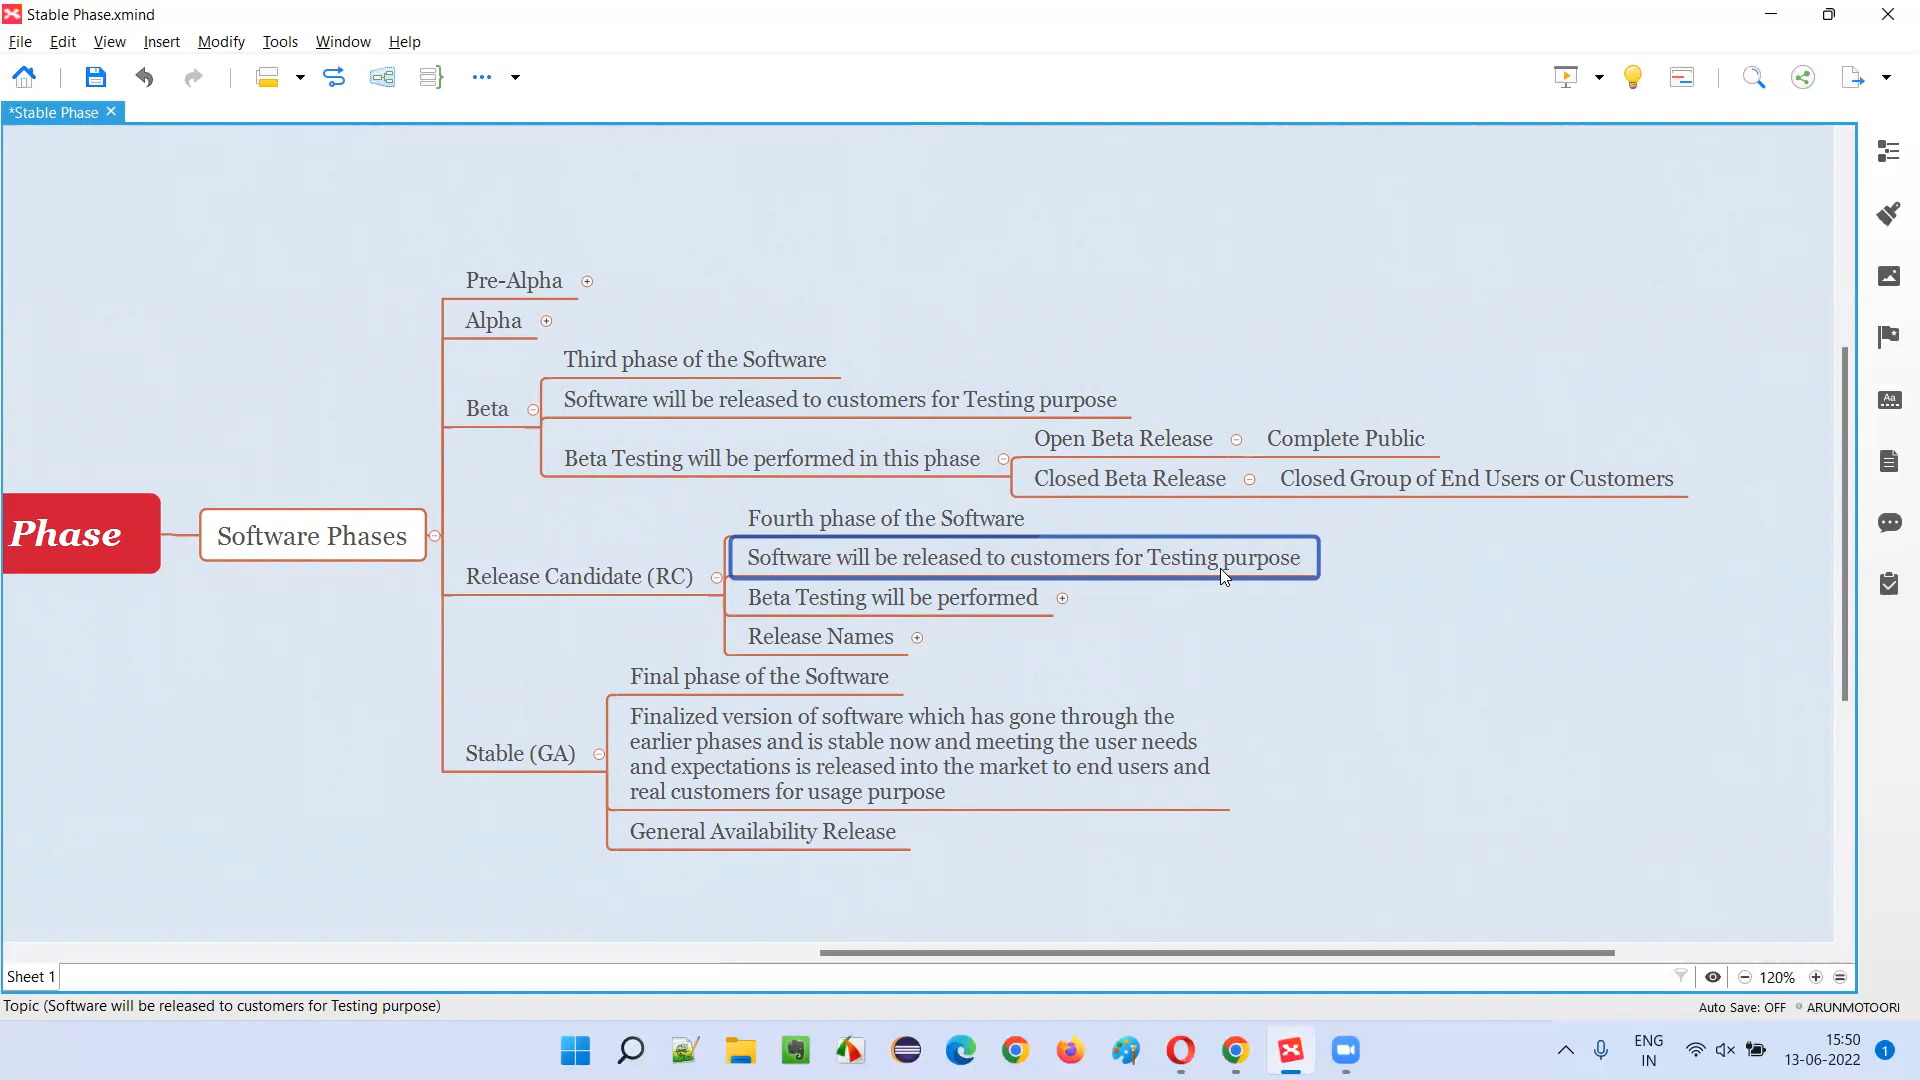 Stable Phase.xmind
File Edit View Insert Modify Tools Window Help
*Stable Phase
Pre-Alpha
Alpha
Third phase of the Software
Beta
Software will be released to customers for Testing purpose
Beta Testing will be performed in this phase
Open Beta Release
Complete Public
Closed Beta Release
Closed Group of End Users or Customers
Phase
Software Phases
Fourth phase of the Software
Software will be released to customers for Testing purpose
Release Candidate (RC)
Beta Testing will be performed
Release Names
Final phase of the Software
Stable (GA)
Finalized version of software which has gone through the
earlier phases and is stable now and meeting the user needs
and expectations is released into the market to end users and
real customers for usage purpose
General Availability Release
Aa
Sheet 1
120%
Topic (Software will be released to customers for Testing purpose)
Auto Save: OFF
ARUNMOTOORI
ENG
IN
15:50
13-06-2022
1